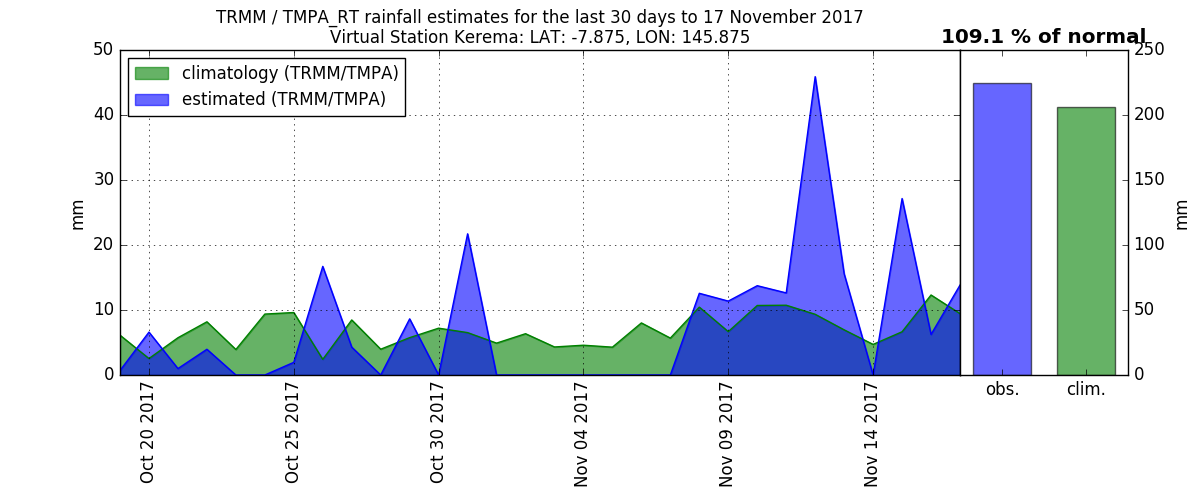 TRMM / TMPA_RT rainfall estimates for the last 30 days to 17 November 2017
Virtual Station Kerema: LAT: -7.875, LON: 145.875
109.1 % of normal
climatology (TRMM/TMPA)
estimated (TRMM/TMPA)
50
40
30
20
10
0
mm
Oct 20 2017
Oct 25 2017
Oct 30 2017
Nov 04 2017
Nov 09 2017
Nov 14 2017
obs.
clim.
250
200
150
100
50
0
mm